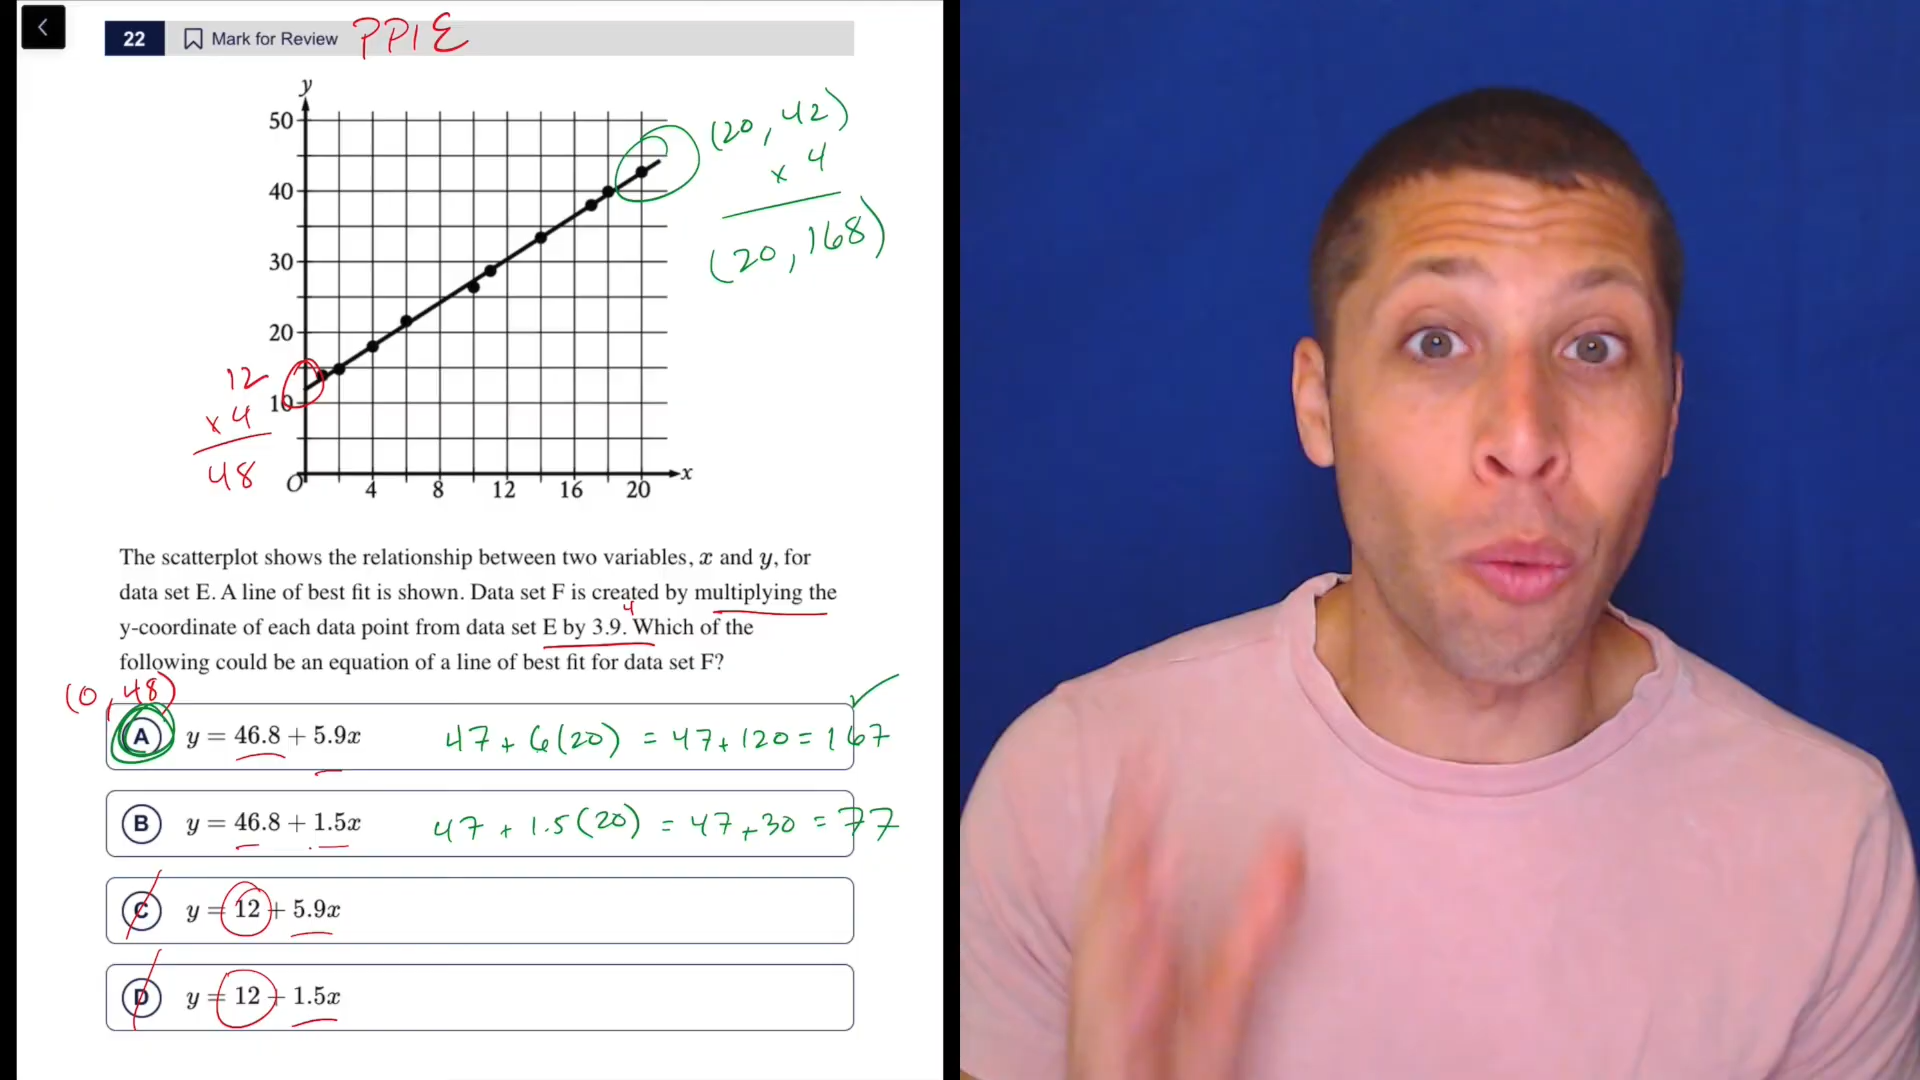 22 Mark for Review PPIE
y
50
40
30
20
10
O
4 8 12 16 20
x
(20, 42)
x 4
(20, 168)
12
x 4
48
The scatterplot shows the relationship between two variables, x and y, for
data set E. A line of best fit is shown. Data set F is created by multiplying the
4
y-coordinate of each data point from data set E by 3.9. Which of the
following could be an equation of a line of best fit for data set F?
(0, 48)
A y = 46.8 + 5.9x 47 + 6(20) = 47 + 120 = 167
B y = 46.8 + 1.5x 47 + 1.5(20) = 47 + 30 = 77
C y = 12 + 5.9x
D y = 12 + 1.5x